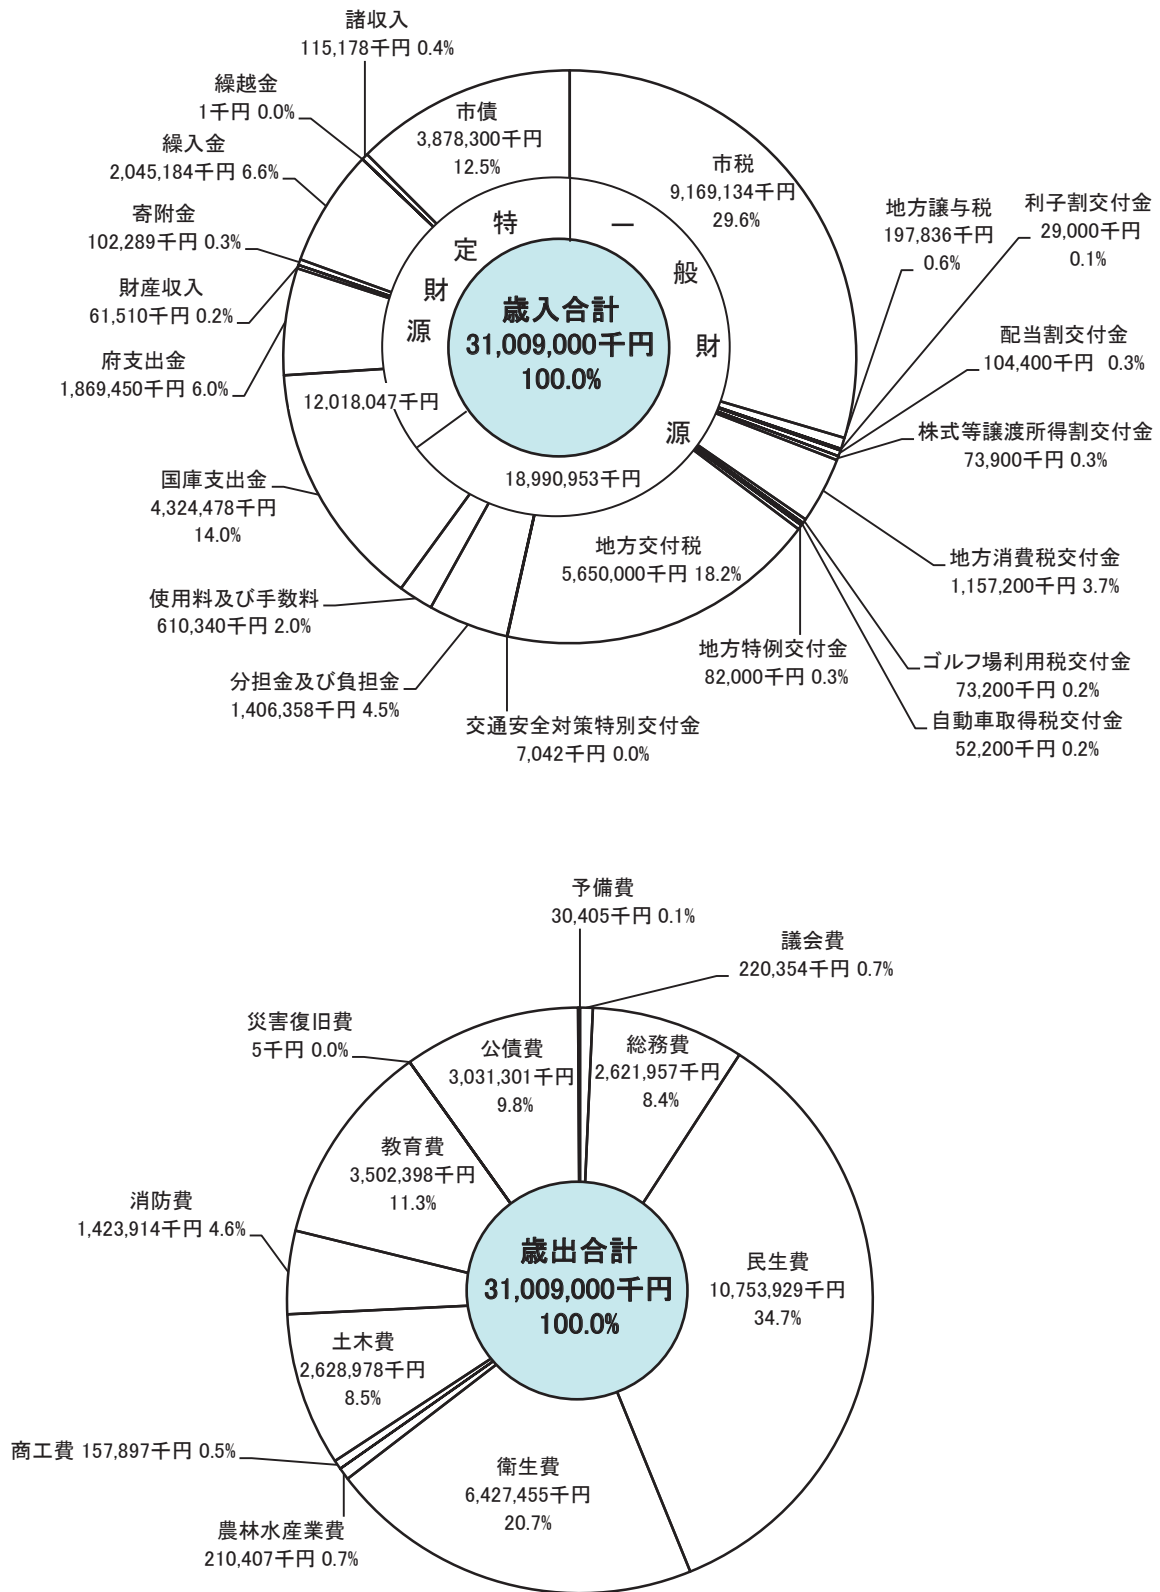 諸収入
115,178千円 0.4%
繰越金
1千円 0.0%
繰入金
2,045,184千円 6.6%
寄附金
102,289千円 0.3%
財産収入
61,510千円 0.2%
府支出金
1,869,450千円 6.0%
国庫支出金
4,324,478千円
14.0%
使用料及び手数料
610,340千円 2.0%
分担金及び負担金
1,406,358千円 4.5%
交通安全対策特別交付金
7,042千円 0.0%
市債
3,878,300千円
12.5%
市税
9,169,134千円
29.6%
地方譲与税
197,836千円
0.6%
利子割交付金
29,000千円
0.1%
配当割交付金
104,400千円 0.3%
株式等譲渡所得割交付金
73,900千円 0.3%
地方消費税交付金
1,157,200千円 3.7%
ゴルフ場利用税交付金
73,200千円 0.2%
自動車取得税交付金
52,200千円 0.2%
地方特例交付金
82,000千円 0.3%
地方交付税
5,650,000千円 18.2%
特定財源
12,018,047千円
一般財源
18,990,953千円
歳入合計
31,009,000千円
100.0%
予備費
30,405千円 0.1%
議会費
220,354千円 0.7%
総務費
2,621,957千円
8.4%
民生費
10,753,929千円
34.7%
衛生費
6,427,455千円
20.7%
農林水産業費
210,407千円 0.7%
商工費 157,897千円 0.5%
土木費
2,628,978千円
8.5%
消防費
1,423,914千円 4.6%
教育費
3,502,398千円
11.3%
災害復旧費
5千円 0.0%
公債費
3,031,301千円
9.8%
歳出合計
31,009,000千円
100.0%